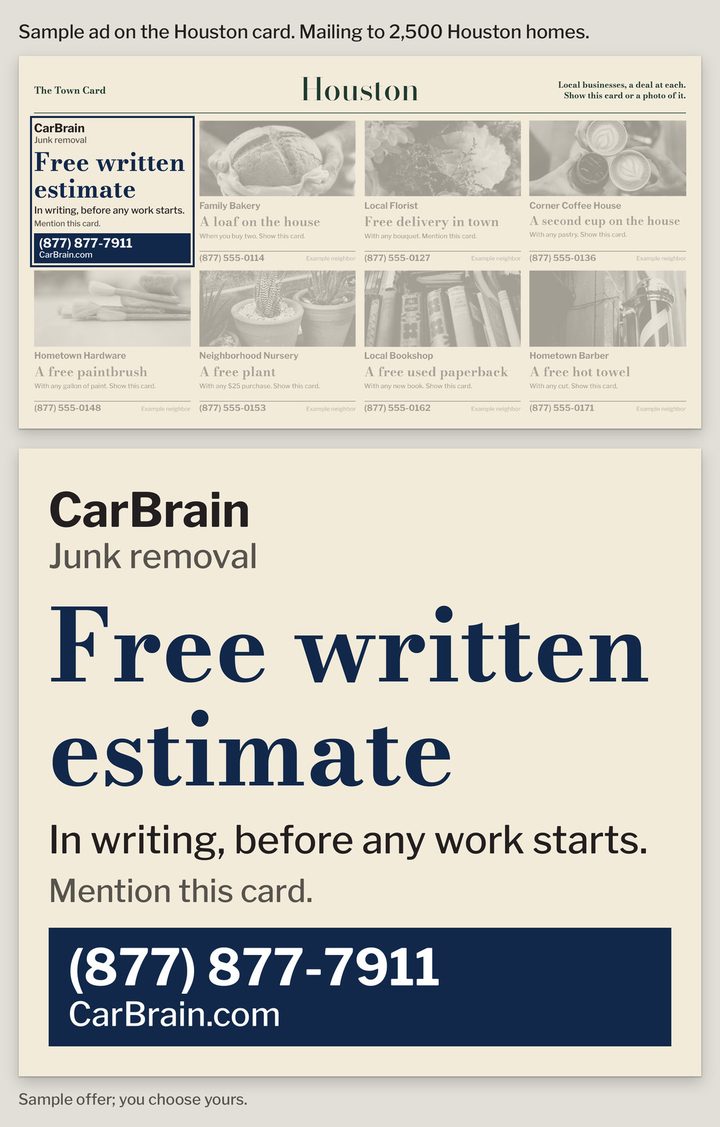 Sample ad on the Houston card. Mailing to 2,500 Houston homes.
The Town Card
Houston
Local businesses, a deal at each.
Show this card or a photo of it.
CarBrain
Junk removal
Free written
estimate
In writing, before any work starts.
Mention this card.
(877) 877-7911
CarBrain.com
Family Bakery
A loaf on the house
When you buy two. Show this card.
(877) 555-0114
Example neighbor
Local Florist
Free delivery in town
With any bouquet. Mention this card.
(877) 555-0127
Example neighbor
Corner Coffee House
A second cup on the house
With any pastry. Show this card.
(877) 555-0136
Example neighbor
Hometown Hardware
A free paintbrush
With any gallon of paint. Show this card.
(877) 555-0148
Example neighbor
Neighborhood Nursery
A free plant
With any $25 purchase. Show this card.
(877) 555-0153
Example neighbor
Local Bookshop
A free used paperback
With any new book. Show this card.
(877) 555-0162
Example neighbor
Hometown Barber
A free hot towel
With any cut. Show this card.
(877) 555-0171
Example neighbor
CarBrain
Junk removal
Free written
estimate
In writing, before any work starts.
Mention this card.
(877) 877-7911
CarBrain.com
Sample offer; you choose yours.